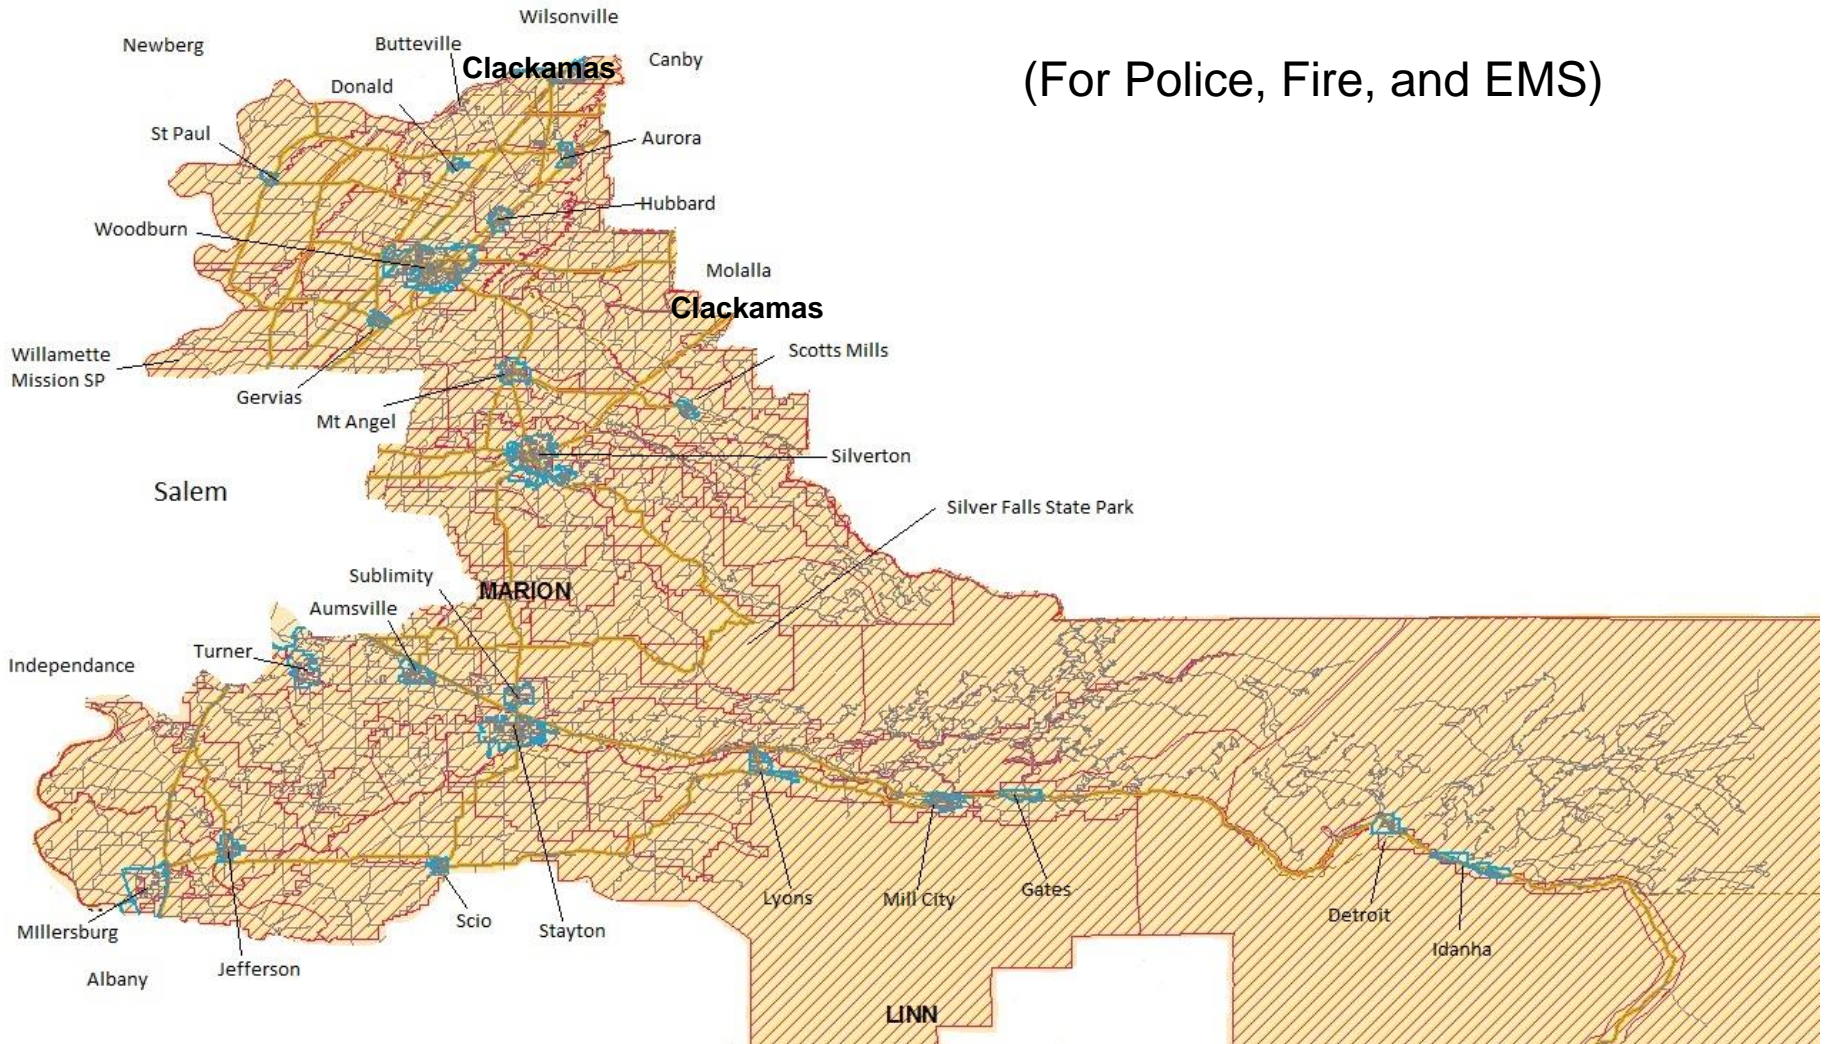 Wilsonville
Newberg
Butteville
Clackamas
Canby
(For Police, Fire, and EMS)
Donald
St Paul
Aurora
Hubbard
Woodburn
Molalla
Clackamas
Willamette
Mission SP
Scotts Mills
Gervias
Mt Angel
Silverton
Salem
Silver Falls State Park
Sublimity
MARION
Aumsville
Turner
Independance
Lyons
Mill City
Gates
Detroit
Idanha
Scio
Stayton
MIllersburg
Jefferson
Albany
LINN